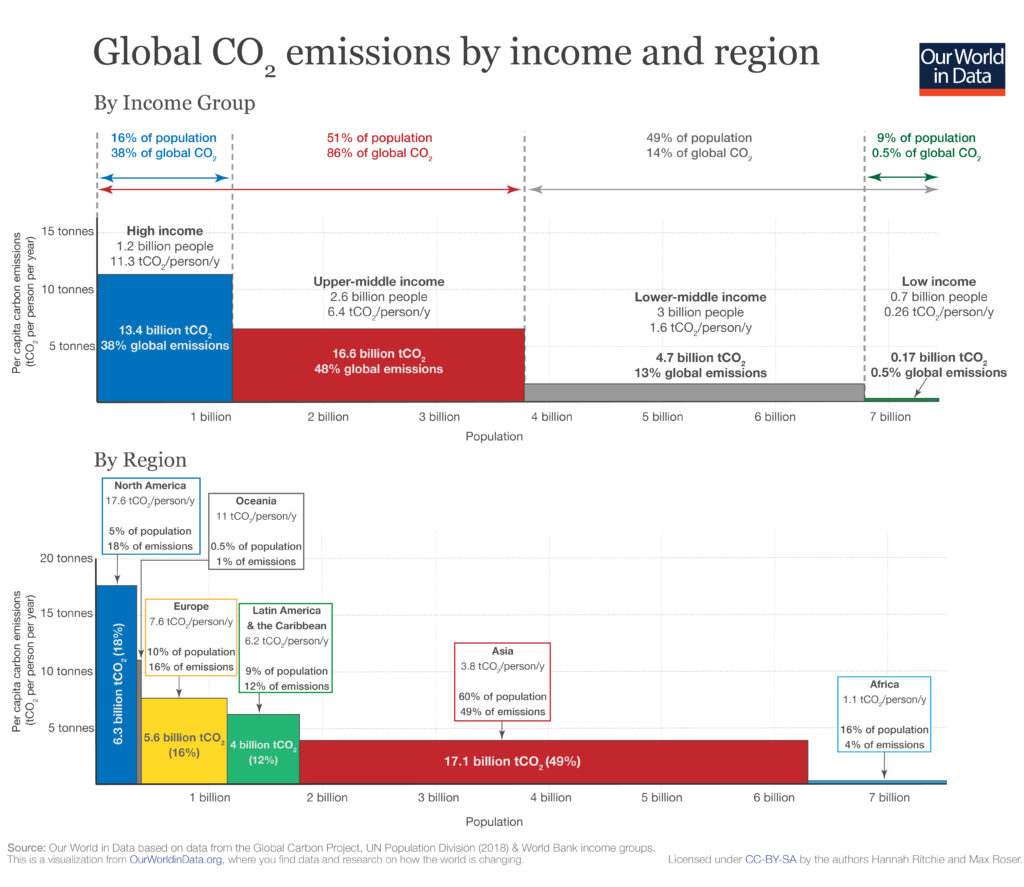 Global CO₂ emissions by income and region
Our World
in Data
By Income Group
16% of population
38% of global CO₂
51% of population
86% of global CO₂
49% of population
14% of global CO₂
9% of population
0.5% of global CO₂
Per capita carbon emissions
(tCO₂ per person per year)
15 tonnes
10 tonnes
5 tonnes
High income
1.2 billion people
11.3 tCO₂/person/y
13.4 billion tCO₂
38% global emissions
Upper-middle income
2.6 billion people
6.4 tCO₂/person/y
16.6 billion tCO₂
48% global emissions
Lower-middle income
3 billion people
1.6 tCO₂/person/y
4.7 billion tCO₂
13% global emissions
Low income
0.7 billion people
0.26 tCO₂/person/y
0.17 billion tCO₂
0.5% global emissions
1 billion
2 billion
3 billion
4 billion
5 billion
6 billion
7 billion
Population
By Region
Per capita carbon emissions
(tCO₂ per person per year)
20 tonnes
15 tonnes
10 tonnes
5 tonnes
North America
17.6 tCO₂/person/y
5% of population
18% of emissions
6.3 billion tCO₂ (18%)
Oceania
11 tCO₂/person/y
0.5% of population
1% of emissions
Europe
7.6 tCO₂/person/y
10% of population
16% of emissions
5.6 billion tCO₂
(16%)
Latin America
& the Caribbean
6.2 tCO₂/person/y
9% of population
12% of emissions
4 billion tCO₂
(12%)
Asia
3.8 tCO₂/person/y
60% of population
49% of emissions
17.1 billion tCO₂ (49%)
Africa
1.1 tCO₂/person/y
16% of population
4% of emissions
1 billion
2 billion
3 billion
4 billion
5 billion
6 billion
7 billion
Population
Source: Our World in Data based on data from the Global Carbon Project, UN Population Division (2018) & World Bank income groups.
This is a visualization from OurWorldinData.org, where you find data and research on how the world is changing.
Licensed under CC-BY-SA by the authors Hannah Ritchie and Max Roser.